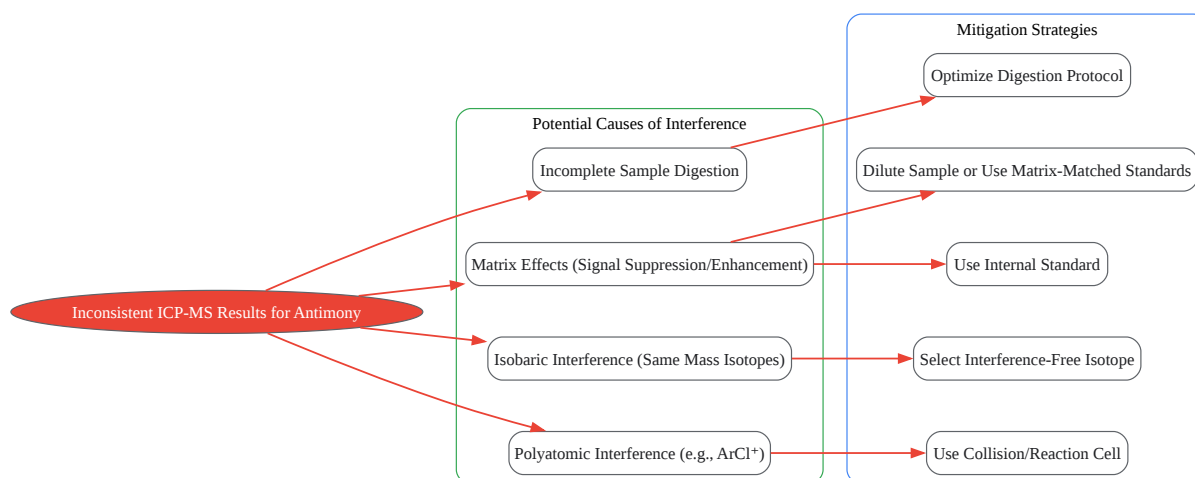 Inconsistent ICP-MS Results for Antimony
Potential Causes of Interference
Incomplete Sample Digestion
Matrix Effects (Signal Suppression/Enhancement)
Isobaric Interference (Same Mass Isotopes)
Polyatomic Interference (e.g., ArCl⁺)
Mitigation Strategies
Optimize Digestion Protocol
Dilute Sample or Use Matrix-Matched Standards
Use Internal Standard
Select Interference-Free Isotope
Use Collision/Reaction Cell